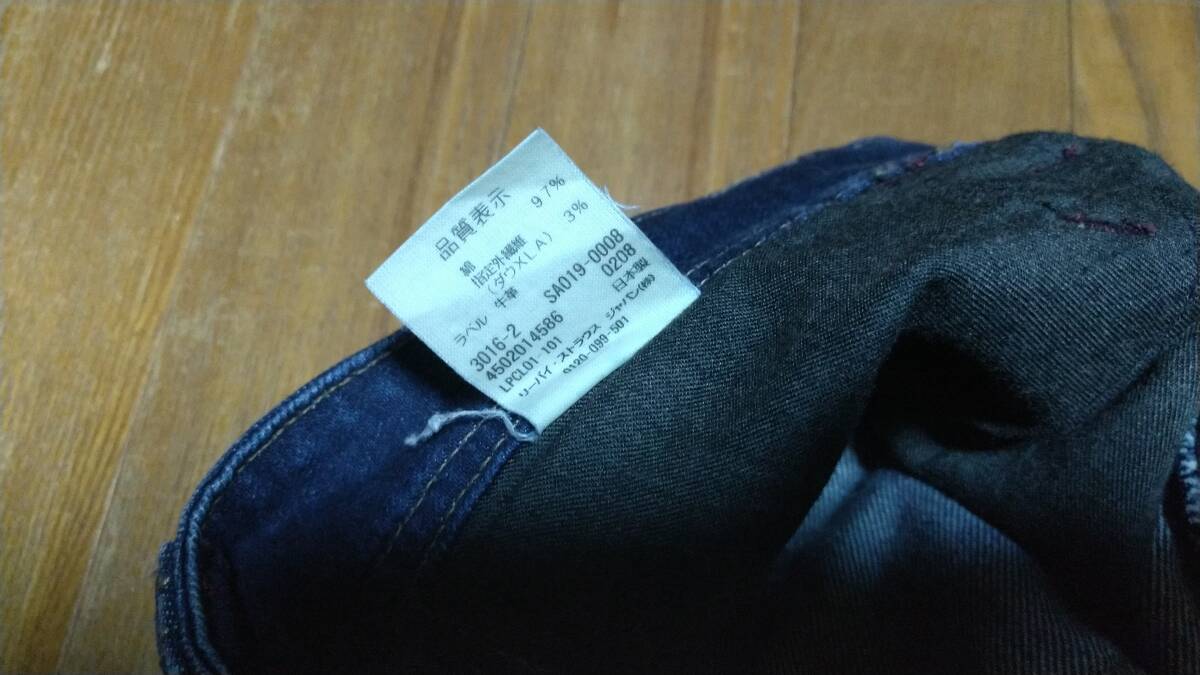 品質表示
綿 97%
指定外繊維 3%
(ダウXLA)
ラベル 牛革
3016-2 SA019-0008
4502014586 0208
LPCL01 101 日本製
リーバイ・ストラウス ジャパン(株)
0120-099-501